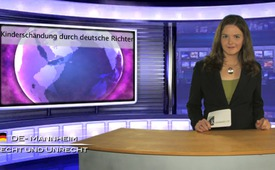 Kinderschändung durch deutsche Richter
DE- MANNHEIM
RECHT UND UNRECHT